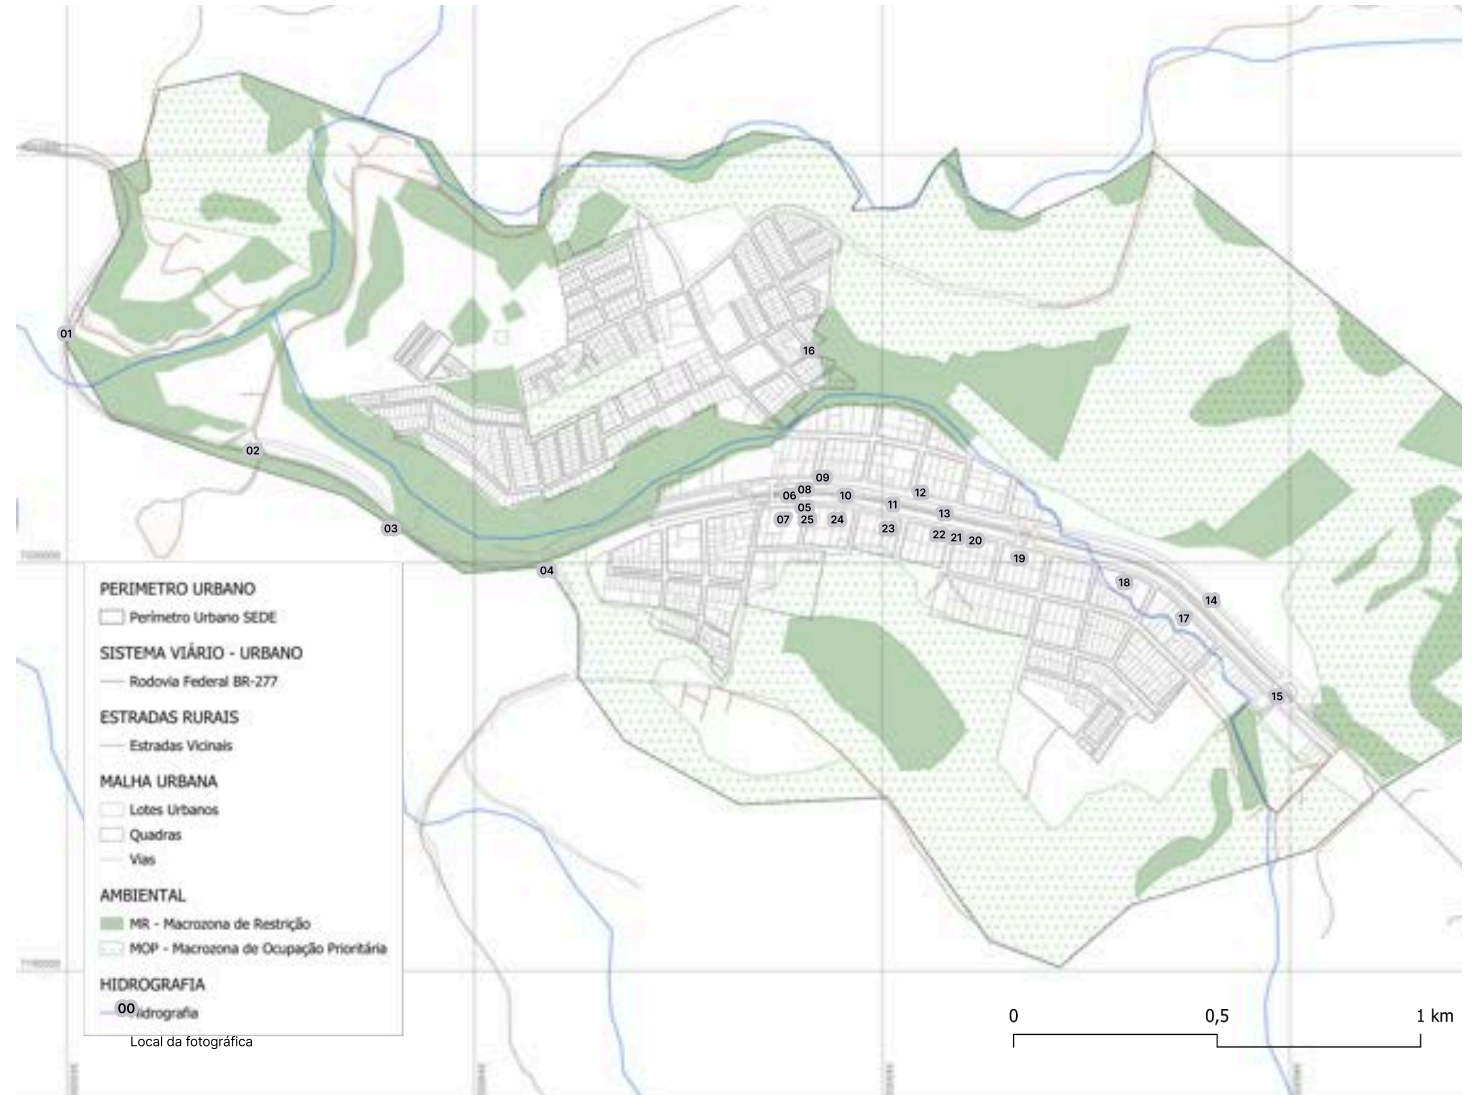 16
01
02
09
08
06
10
12
05
11
07
25
24
13
03
23
22
21
20
19
04
18
14
17
15
PERIMETRO URBANO
Perímetro Urbano SEDE
SISTEMA VIÁRIO - URBANO
Rodovia Federal BR-277
ESTRADAS RURAIS
Estradas Vicinais
MALHA URBANA
Lotes Urbanos
Quadras
Vias
AMBIENTAL
MR - Macrozona de Restrição
MOP - Macrozona de Ocupação Prioritária
HIDROGRAFIA
00
Hidrografia
Local da fotográfica
0 0,5 1 km